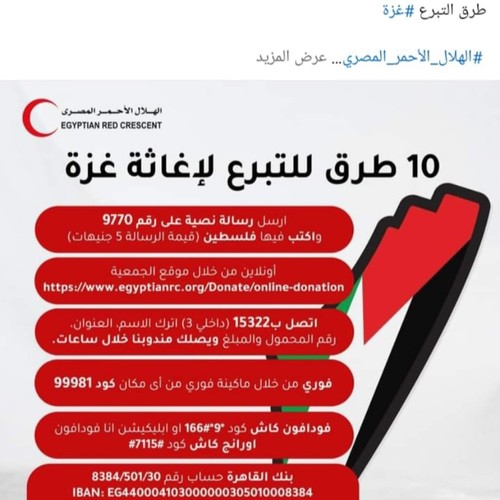 طرق التبرع #غزة
#الهلال_الأحمر_المصري... عرض المزيد
الهلال الأحمر المصرى
EGYPTIAN RED CRESCENT
10 طرق للتبرع لإغاثة غزة
ارسل رسالة نصية على رقم 9770
واكتب فيها فلسطين (قيمة الرسالة 5 جنيهات)
أونلاين من خلال موقع الجمعية
https://www.egyptianrc.org/Donate/online-donation
اتصل ب15322 (داخلي 3) اترك الاسم، العنوان،
رقم المحمول والمبلغ ويصلك مندوبنا خلال ساعات.
فوري من خلال ماكينة فوري من أى مكان كود 99981
فودافون كاش كود *9*166# او ابليكيشن انا فودافون
اورانج كاش كود #7115#
بنك القاهرة حساب رقم 8384/501/30
IBAN: EG440004103000000305010008384